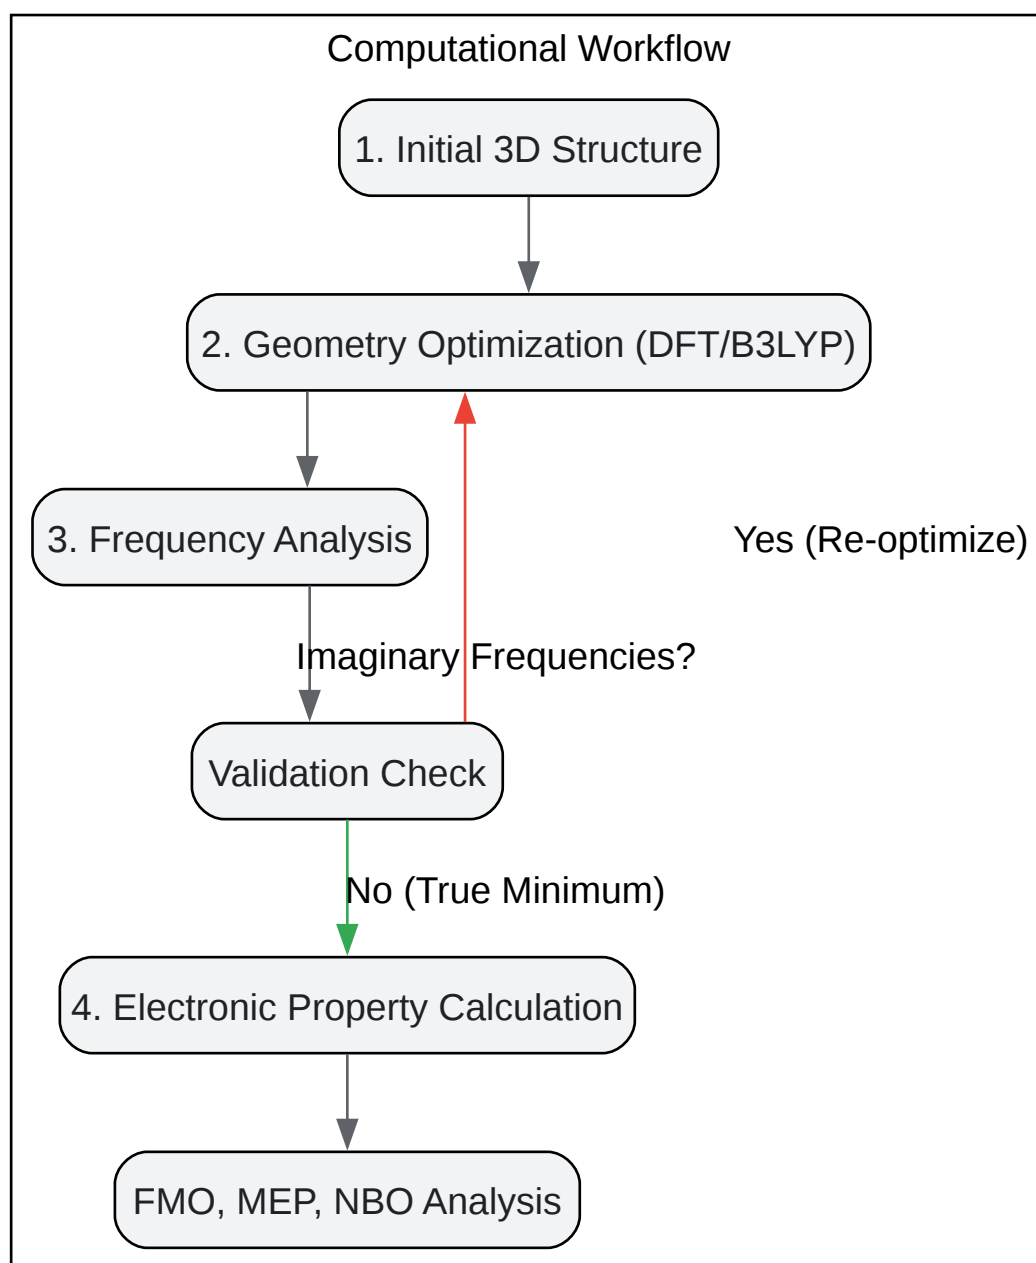 Computational Workflow
1. Initial 3D Structure
2. Geometry Optimization (DFT/B3LYP)
3. Frequency Analysis
Yes (Re-optimize)
Imaginary Frequencies?
Validation Check
No (True Minimum)
4. Electronic Property Calculation
FMO, MEP, NBO Analysis